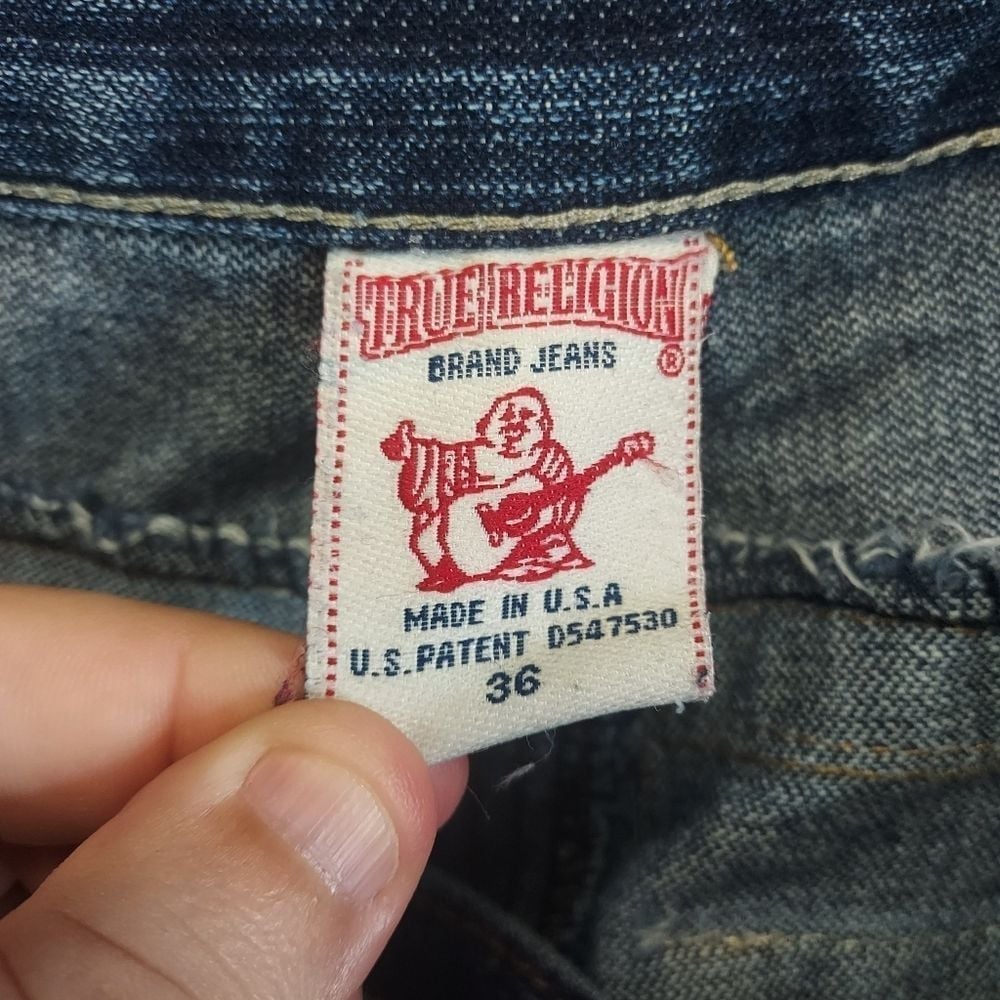 TRUE RELIGION
®
BRAND JEANS
MADE IN U.S.A
U.S.PATENT D547530
36